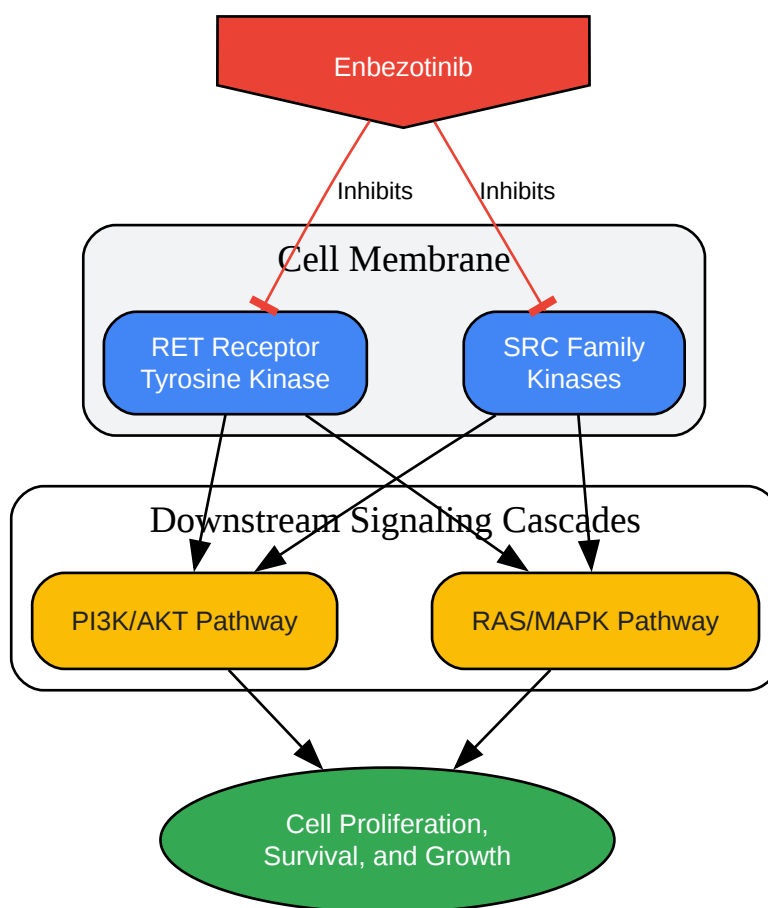 Enbezotinib
Inhibits
Inhibits
Cell Membrane
RET Receptor
Tyrosine Kinase
SRC Family
Kinases
Downstream Signaling Cascades
PI3K/AKT Pathway
RAS/MAPK Pathway
Cell Proliferation,
Survival, and Growth